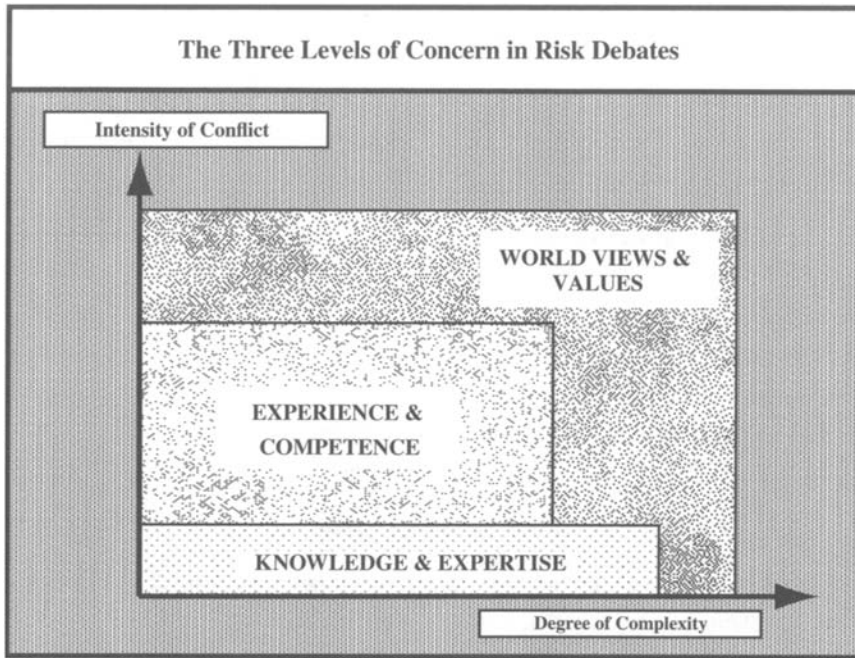 The Three Levels of Concern in Risk Debates
Intensity of Conflict
WORLD VIEWS &
VALUES
EXPERIENCE &
COMPETENCE
KNOWLEDGE & EXPERTISE
Degree of Complexity